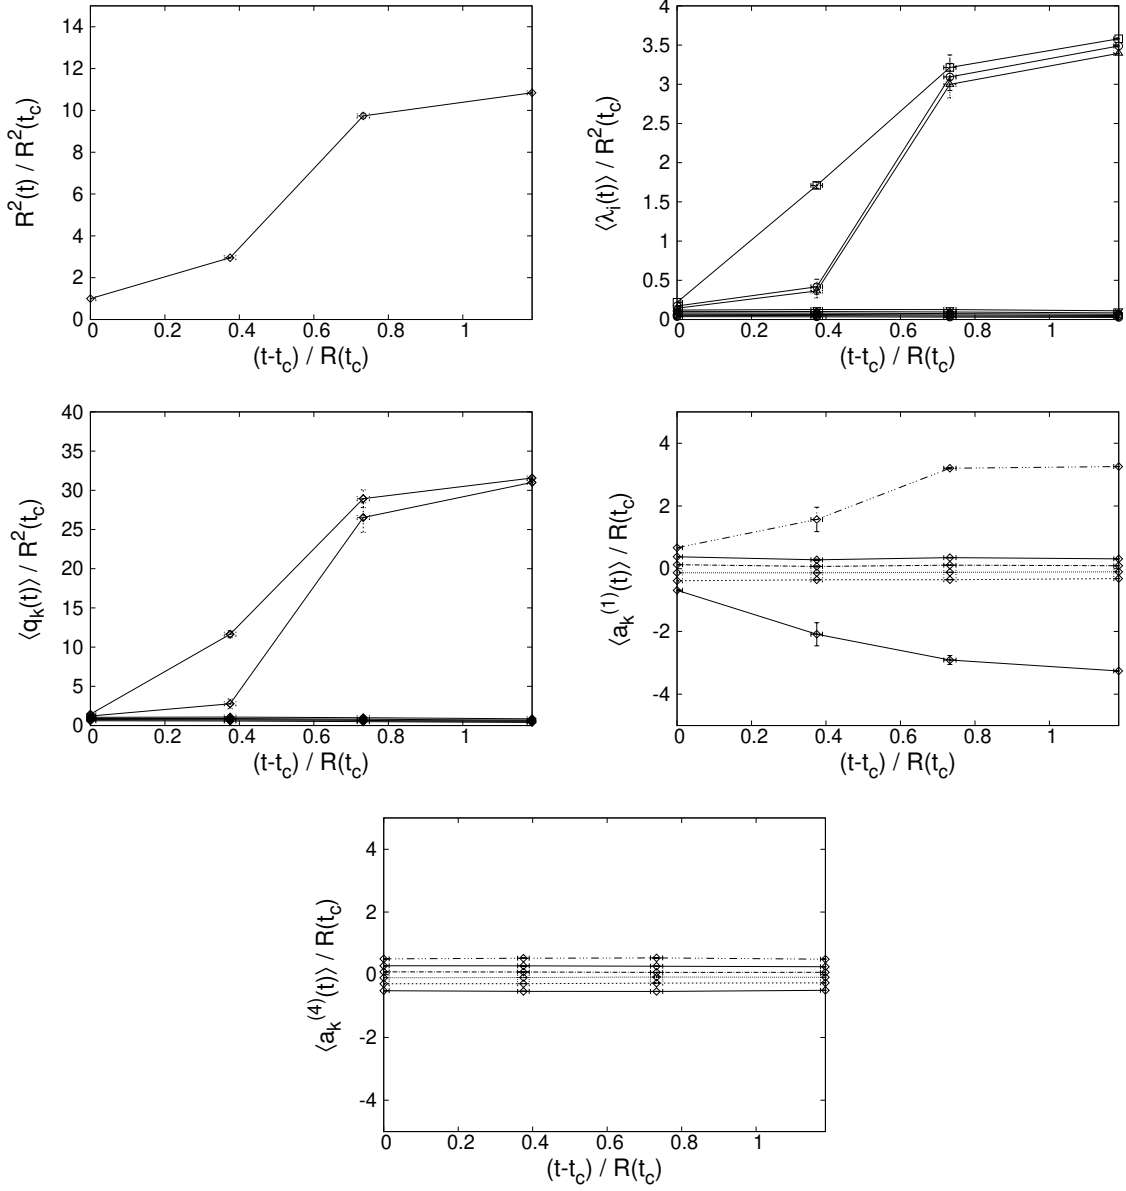 14
12
10
8
6
4
2
0
0 0.2 0.4 0.6 0.8 1
R^2(t) / R^2(t_c)
(t-t_c) / R(t_c)
4
3.5
3
2.5
2
1.5
1
0.5
0
0 0.2 0.4 0.6 0.8 1
⟨λ_i(t)⟩ / R^2(t_c)
(t-t_c) / R(t_c)
40
35
30
25
20
15
10
5
0
0 0.2 0.4 0.6 0.8 1
⟨q_k(t)⟩ / R^2(t_c)
(t-t_c) / R(t_c)
4
2
0
-2
-4
0 0.2 0.4 0.6 0.8 1
⟨a_k^(1)(t)⟩ / R(t_c)
(t-t_c) / R(t_c)
4
2
0
-2
-4
0 0.2 0.4 0.6 0.8 1
⟨a_k^(4)(t)⟩ / R(t_c)
(t-t_c) / R(t_c)